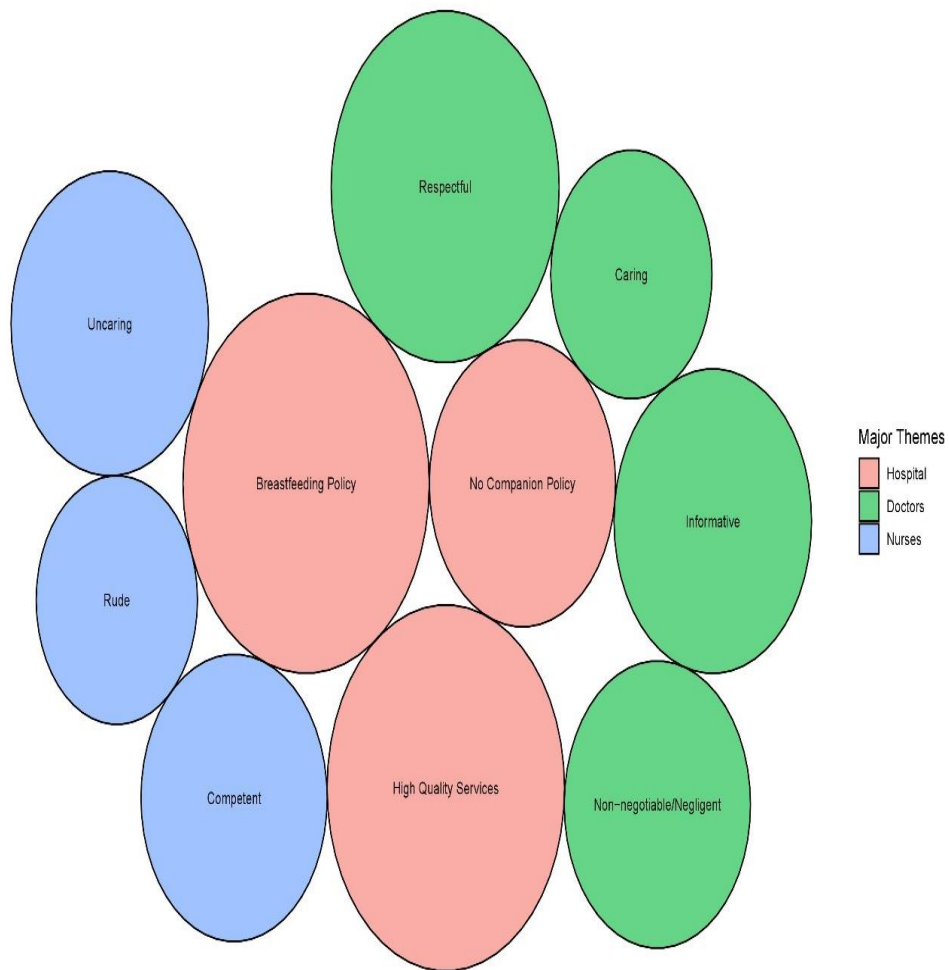 Respectful
Caring
Uncaring
Breastfeeding Policy
No Companion Policy
Informative
Rude
High Quality Services
Competent
Non-negotiable/Negligent
Major Themes
Hospital
Doctors
Nurses